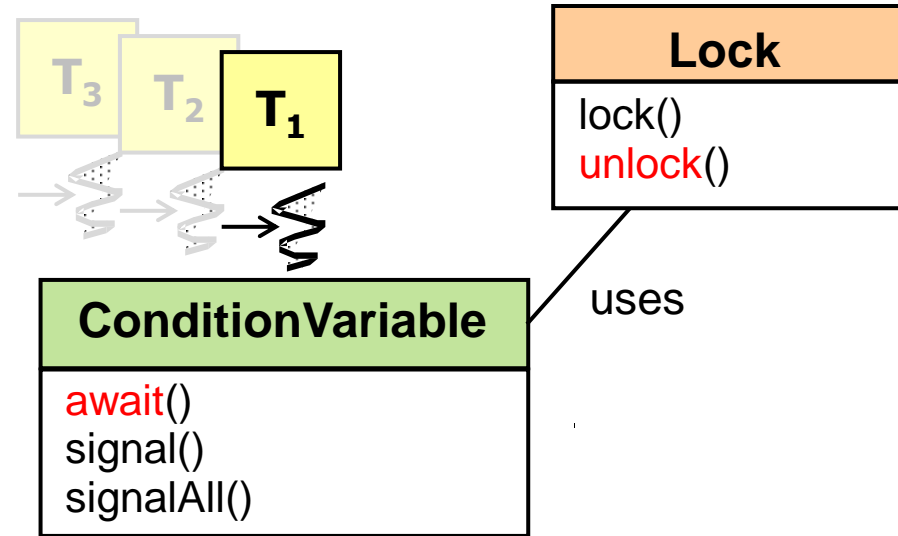 T3
T2
T1
Lock
lock()
unlock()
uses
ConditionVariable
await()
signal()
signalAll()